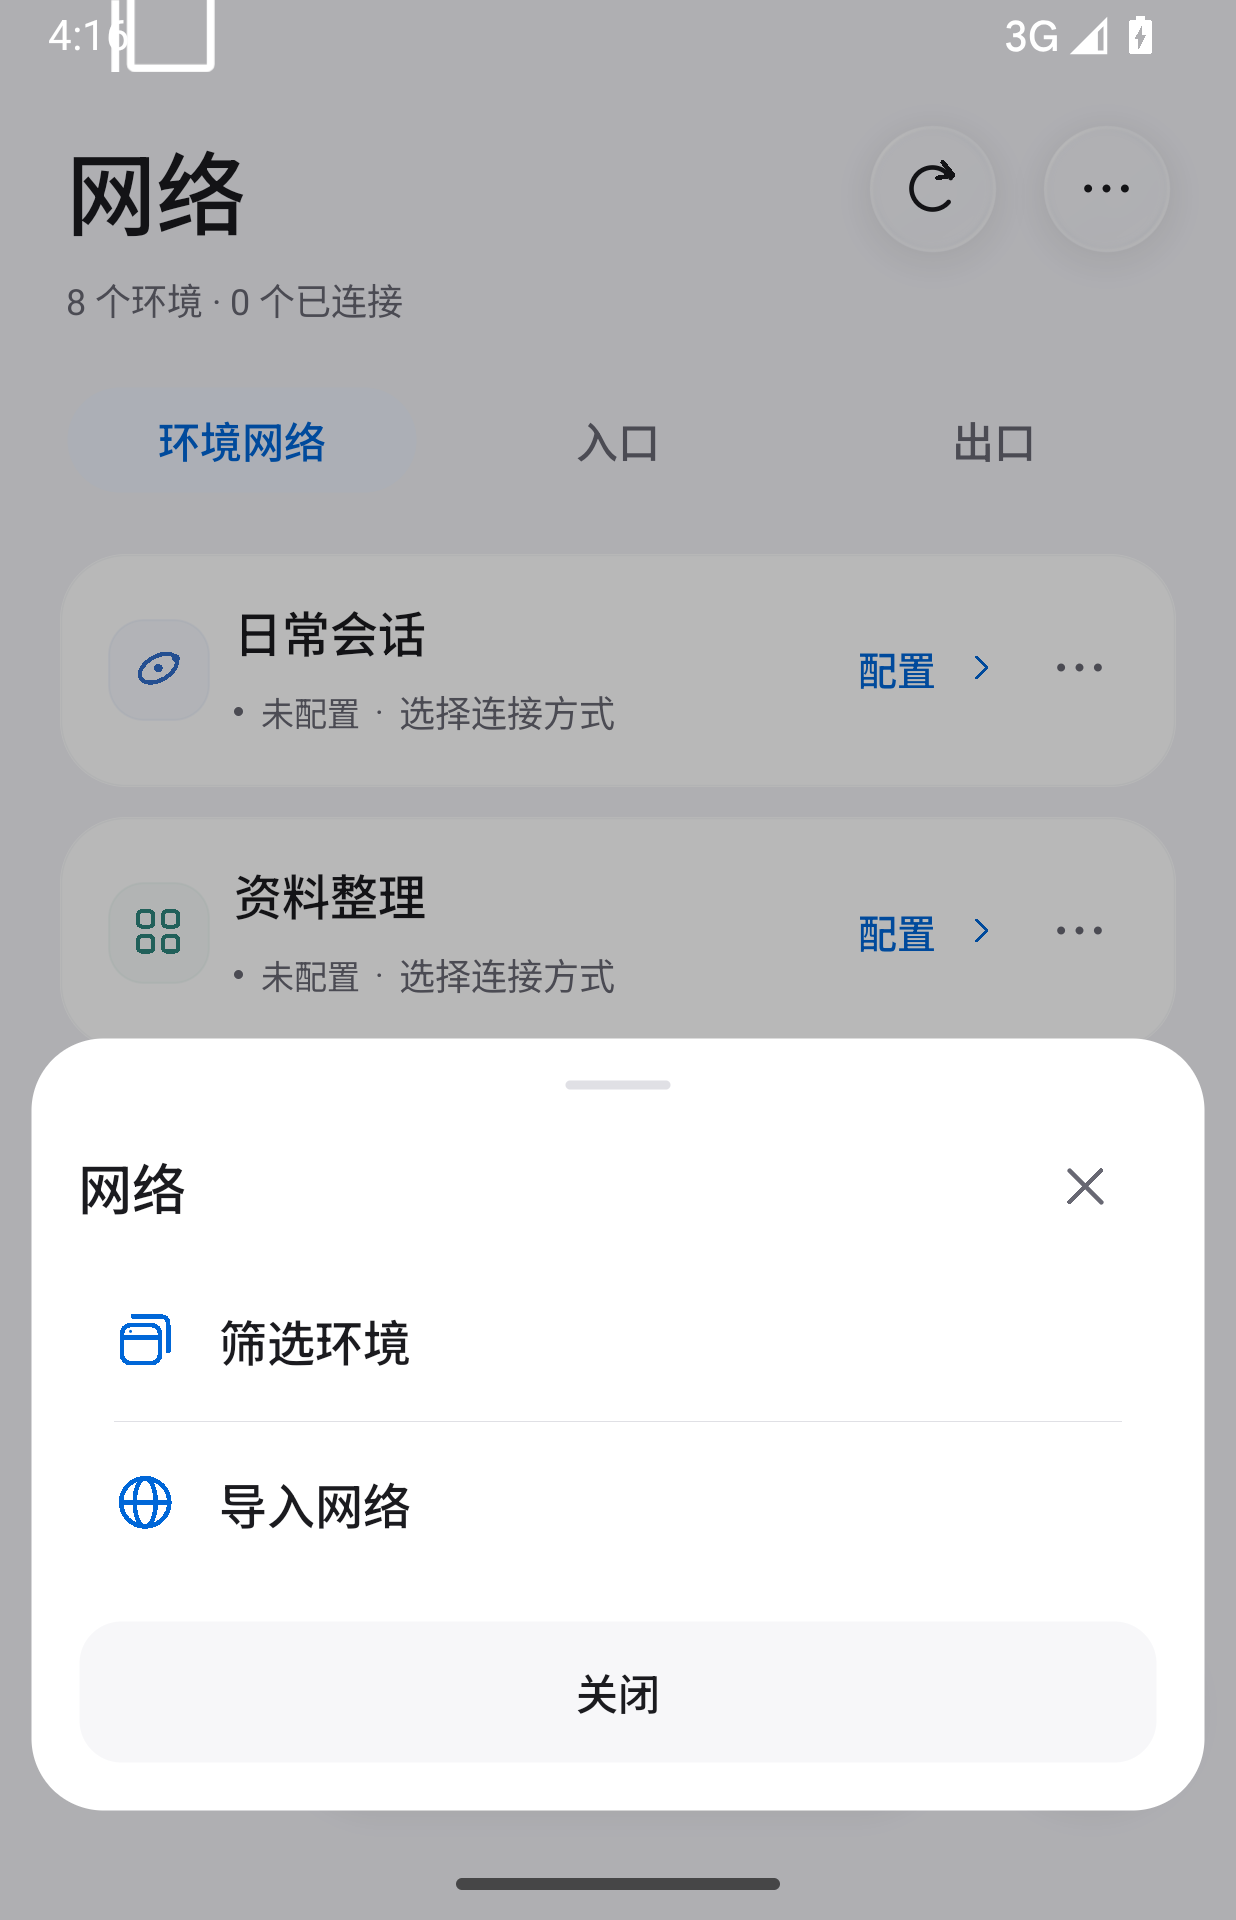 4:16
3G
网络
8 个环境 · 0 个已连接
环境网络
入口
出口
日常会话
• 未配置 · 选择连接方式
配置
资料整理
• 未配置 · 选择连接方式
配置
网络
筛选环境
导入网络
关闭